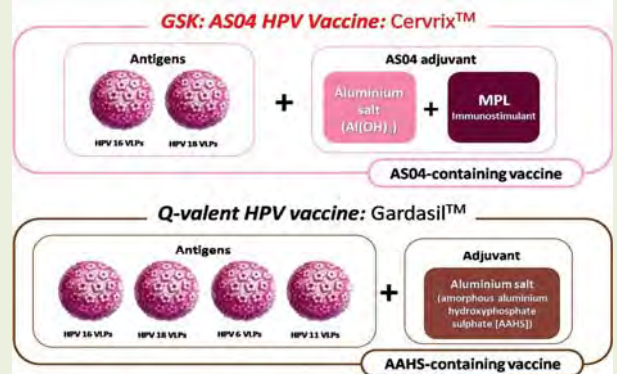 GSK: AS04 HPV Vaccine: Cervrix™
Antigens
HPV 16 VLPs
HPV 18 VLPs
+
AS04 adjuvant
Aluminium
salt
(Al(OH)₃)
+
MPL
Immunostimulant
AS04-containing vaccine
Q-valent HPV vaccine: Gardasil™
Antigens
HPV 16 VLPs
HPV 18 VLPs
HPV 6 VLPs
HPV 11 VLPs
+
Adjuvant
Aluminium salt
(amorphous aluminium
hydroxyphosphate
sulphate [AAHS])
AAHS-containing vaccine